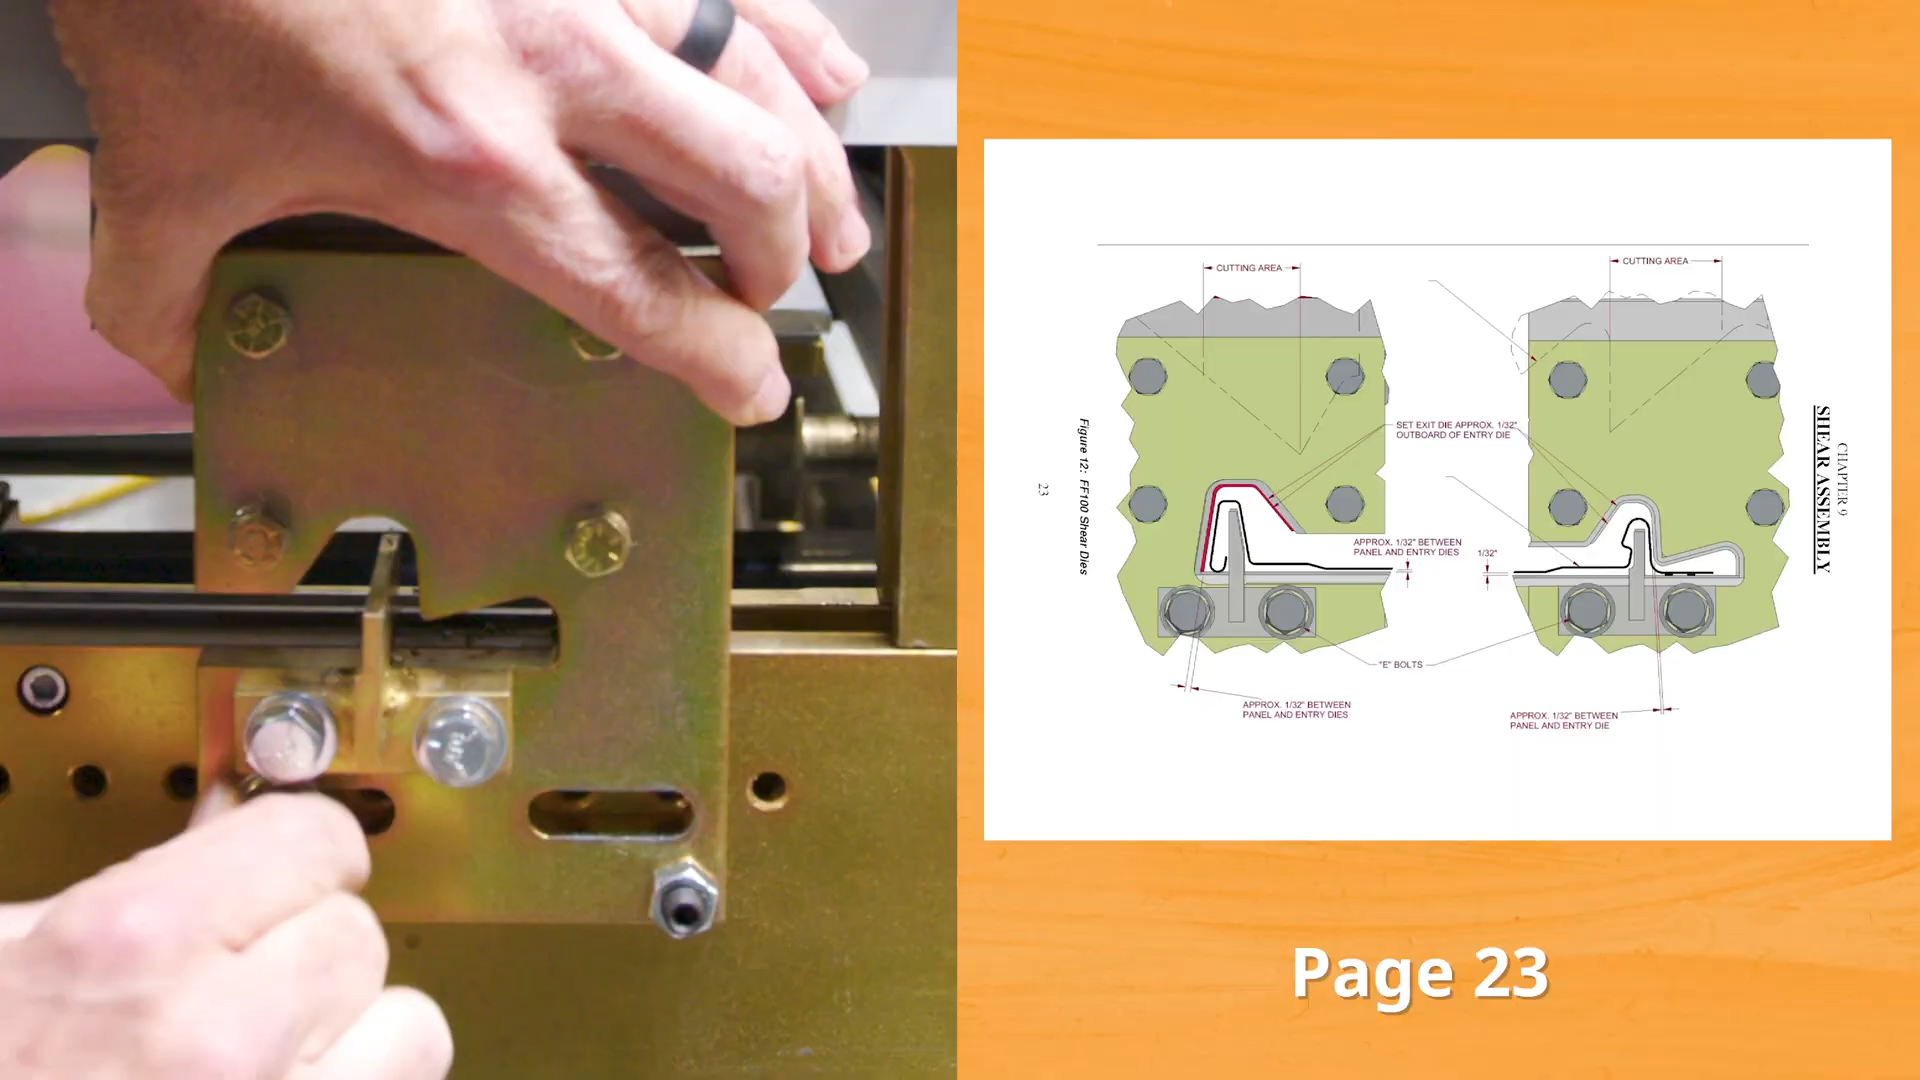 CUTTING AREA
CUTTING AREA
SET EXIT DIE APPROX. 1/32"
OUTBOARD OF ENTRY DIE
APPROX. 1/32" BETWEEN
PANEL AND ENTRY DIES
1/32"
"E" BOLTS
APPROX. 1/32" BETWEEN
PANEL AND ENTRY DIES
APPROX. 1/32" BETWEEN
PANEL AND ENTRY DIE
CHAPTER 9
SHEAR ASSEMBLY
Figure 12: FF100 Shear Dies
23
Page 23